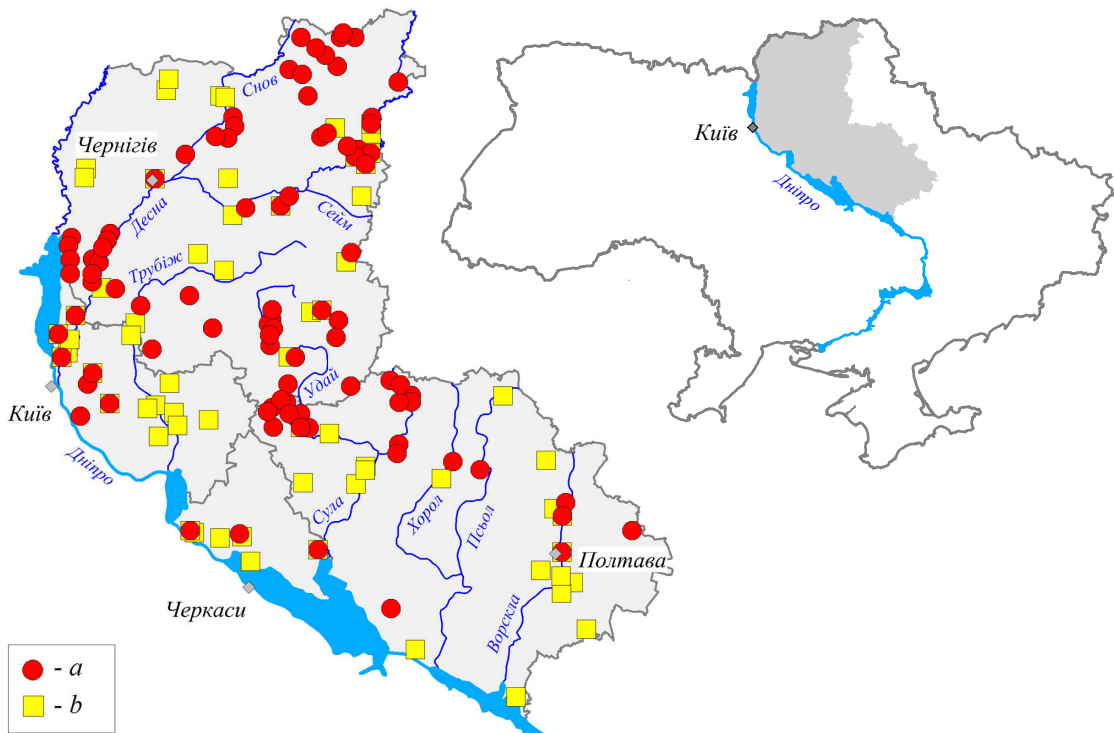 Снов
Чернігів
Київ
Дніпро
Десна
Сейм
Трубіж
Удай
Київ
Дніпро
Сула
Хорол
Псьол
Полтава
Черкаси
Ворскла
- a
- b